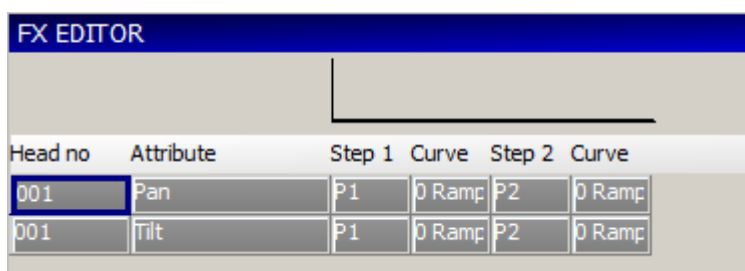 FX EDITOR
Head no Attribute Step 1 Curve Step 2 Curve
001 Pan P1 0 Ramp P2 0 Ramp
001 Tilt P1 0 Ramp P2 0 Ramp